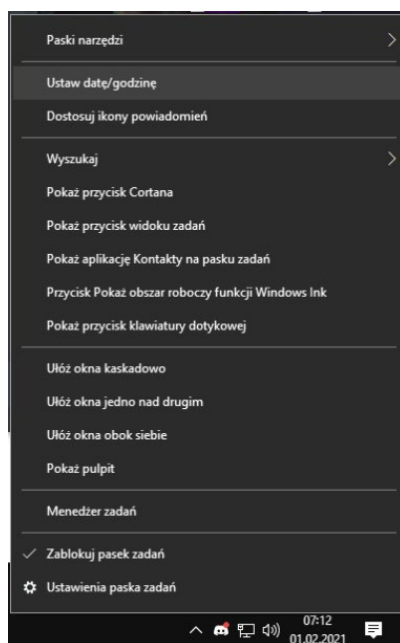 Paski narzędzi
Ustaw datę/godzinę
Dostosuj ikony powiadomień
Wyszukaj
Pokaż przycisk Cortana
Pokaż przycisk widoku zadań
Pokaż aplikację Kontakty na pasku zadań
Przycisk Pokaż obszar roboczy funkcji Windows Ink
Pokaż przycisk klawiatury dotykowej
Ułóż okna kaskadowo
Ułóż okna jedno nad drugim
Ułóż okna obok siebie
Pokaż pulpit
Menedżer zadań
Zablokuj pasek zadań
Ustawienia paska zadań
07:12
01.02.2021